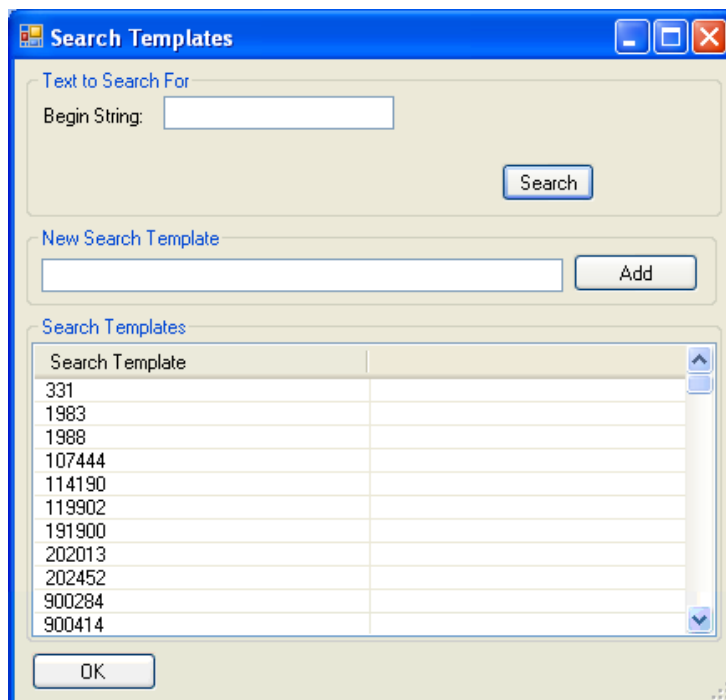 Search Templates
Text to Search For
Begin String:
Search
New Search Template
Add
Search Templates
Search Template
331
1983
1988
107444
114190
119902
191900
202013
202452
900284
900414
OK